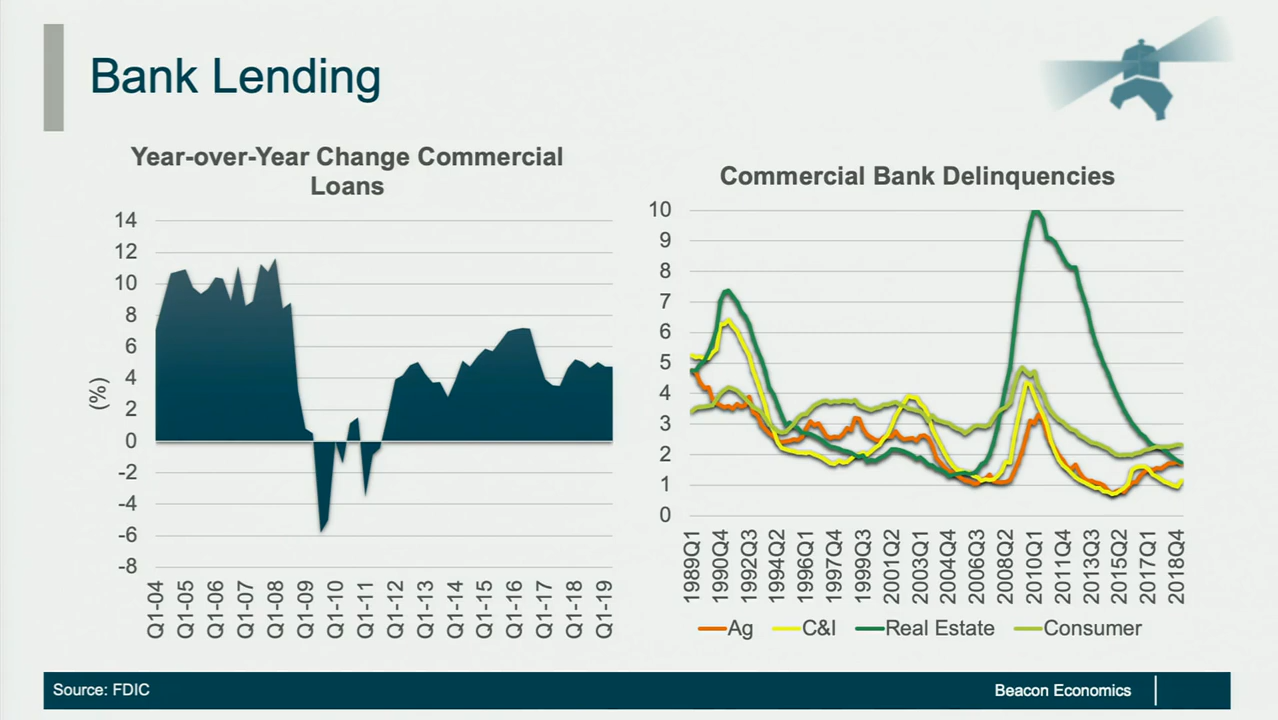 Bank Lending
Year-over-Year Change Commercial
Loans
14
12
10
8
6
4
2
0
-2
-4
-6
-8
(%)
Q1-04
Q1-05
Q1-06
Q1-07
Q1-08
Q1-09
Q1-10
Q1-11
Q1-12
Q1-13
Q1-14
Q1-15
Q1-16
Q1-17
Q1-18
Q1-19
Commercial Bank Delinquencies
10
9
8
7
6
5
4
3
2
1
0
1989Q1
1990Q4
1992Q3
1994Q2
1996Q1
1997Q4
1999Q3
2001Q2
2003Q1
2004Q4
2006Q3
2008Q2
2010Q1
2011Q4
2013Q3
2015Q2
2017Q1
2018Q4
Ag C&I Real Estate Consumer
Source: FDIC
Beacon Economics